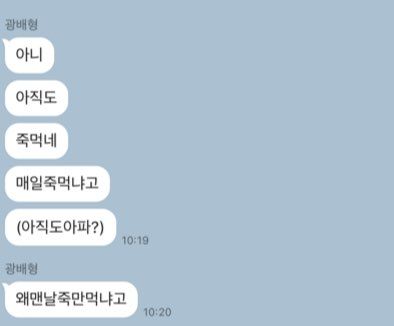 광배형
아니
아직도
죽먹네
매일죽먹냐고
(아직도아파?)
10:19
광배형
왜맨날죽만먹냐고
10:20